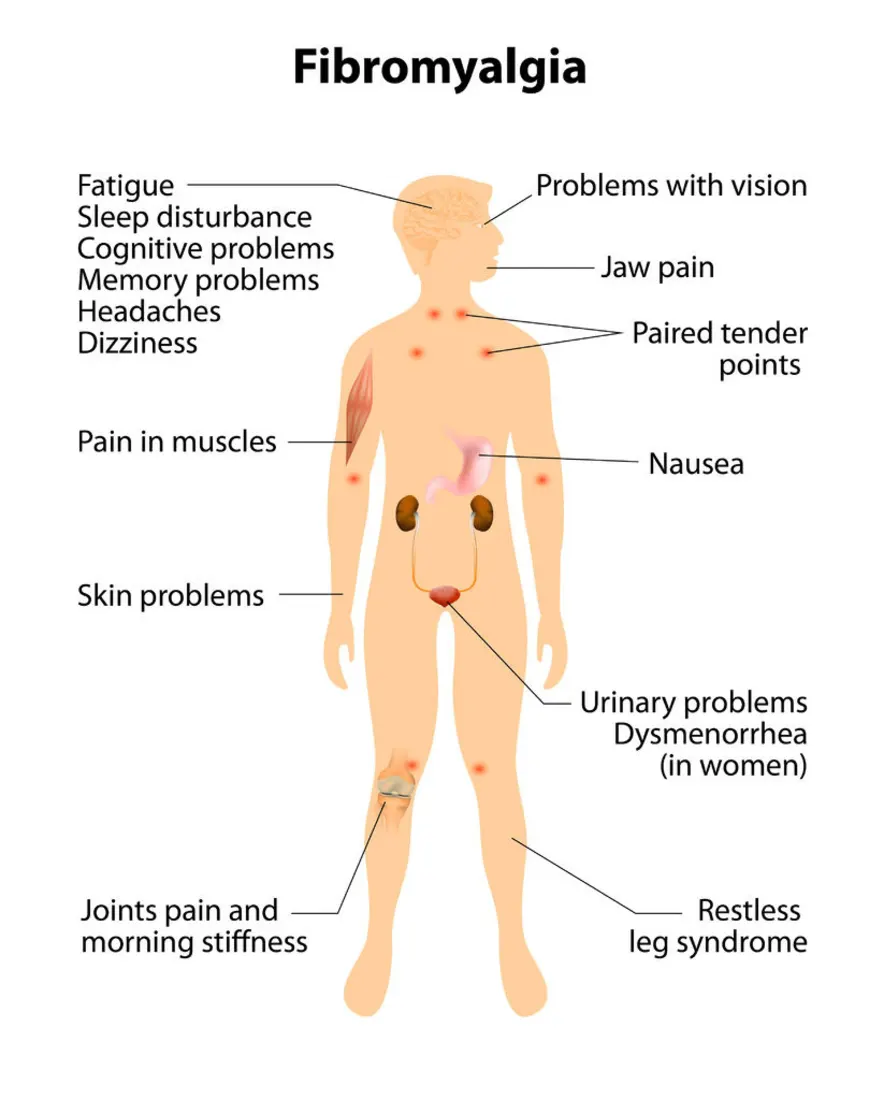 Fibromyalgia
Fatigue
Sleep disturbance
Cognitive problems
Memory problems
Headaches
Dizziness
Problems with vision
Jaw pain
Paired tender
points
Pain in muscles
Nausea
Skin problems
Urinary problems
Dysmenorrhea
(in women)
Joints pain and
morning stiffness
Restless
leg syndrome